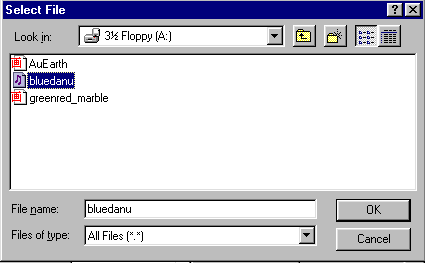 Select File
Look in: 3½ Floppy (A:)
AuEarth
bluedanu
greenred_marble
File name: bluedanu OK
Files of type: All Files (*.*) Cancel